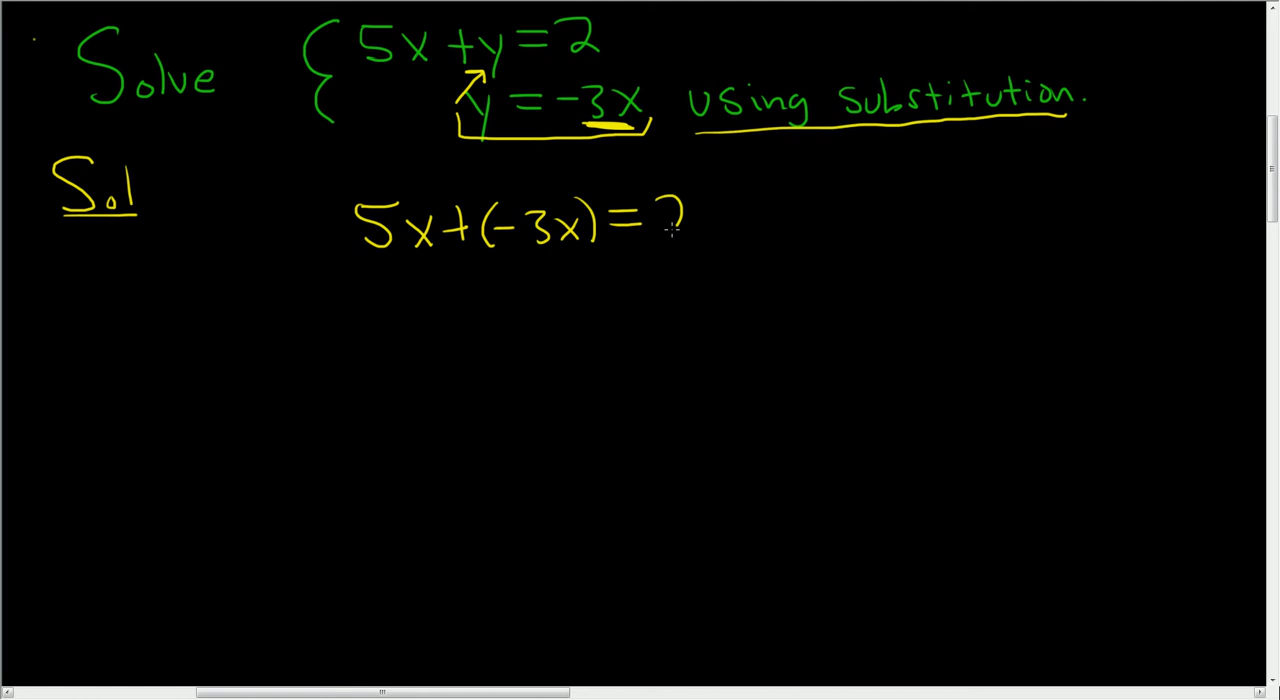 Solve { 5x + y = 2
y = -3x using substitution.
Sol
5x + (-3x) = 2